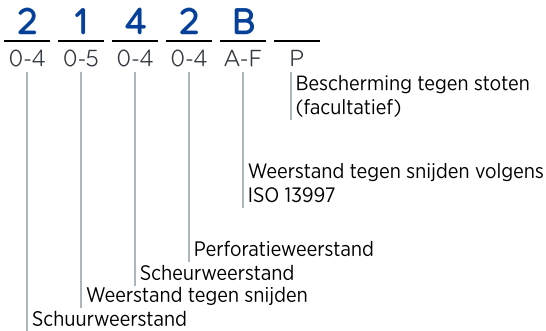 2 1 4 2 B
0-4 0-5 0-4 0-4 A-F P
Bescherming tegen stoten
(facultatief)
Weerstand tegen snijden volgens
ISO 13997
Perforatieweerstand
Scheurweerstand
Weerstand tegen snijden
Schuurweerstand